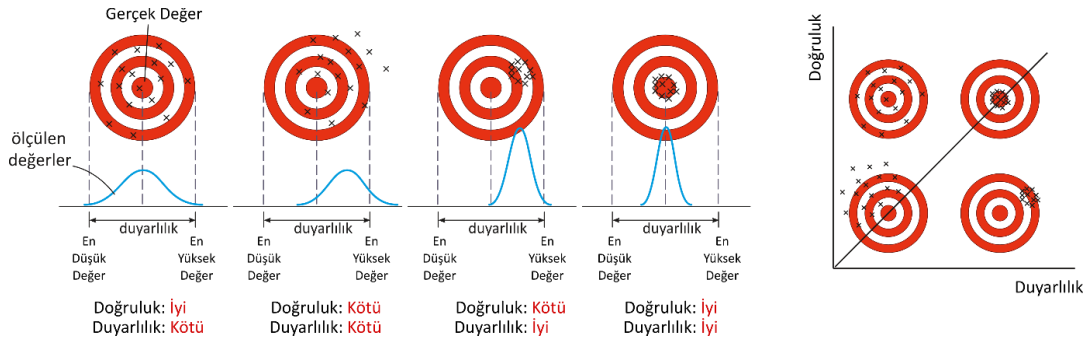 Gerçek Değer
ölçülen
değerler
duyarlılık
En
Düşük
Değer
En
Yüksek
Değer
Doğruluk: İyi
Duyarlılık: Kötü
duyarlılık
En
Düşük
Değer
En
Yüksek
Değer
Doğruluk: Kötü
Duyarlılık: Kötü
duyarlılık
En
Düşük
Değer
En
Yüksek
Değer
Doğruluk: Kötü
Duyarlılık: İyi
duyarlılık
En
Düşük
Değer
En
Yüksek
Değer
Doğruluk: İyi
Duyarlılık: İyi
Doğruluk
Duyarlılık